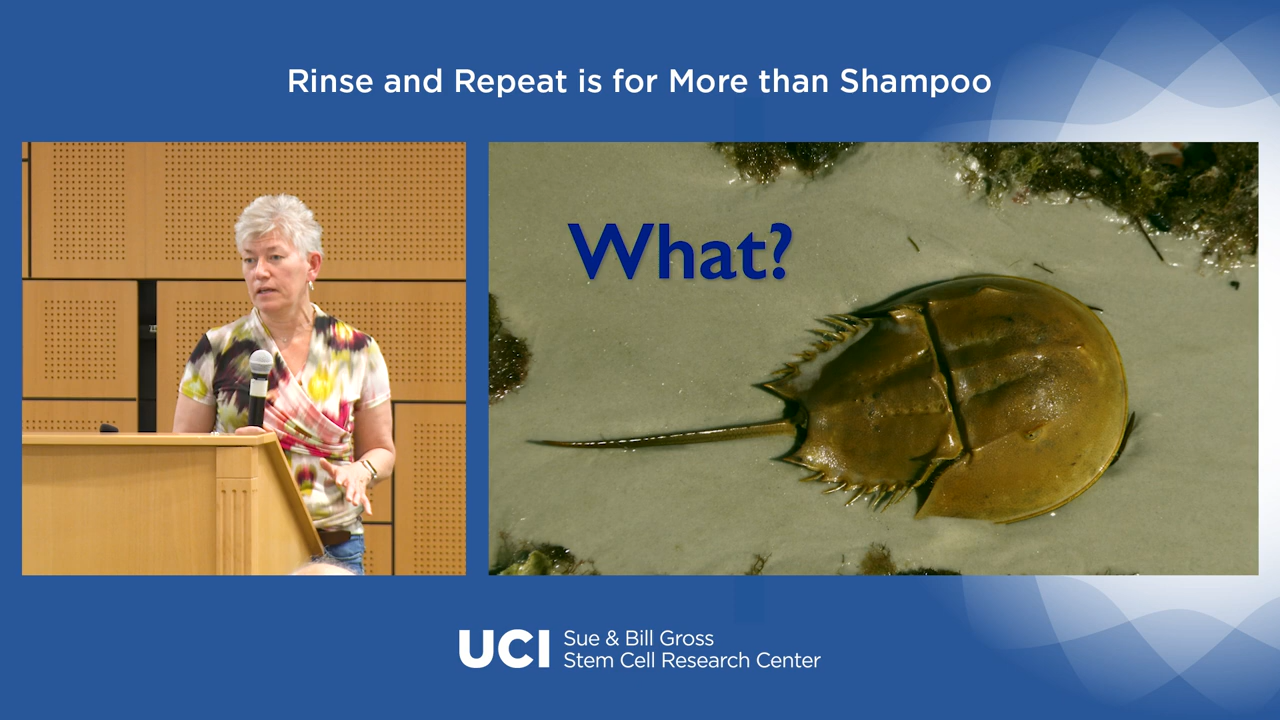 Rinse and Repeat is for More than Shampoo
What?
UCI
Sue & Bill Gross
Stem Cell Research Center